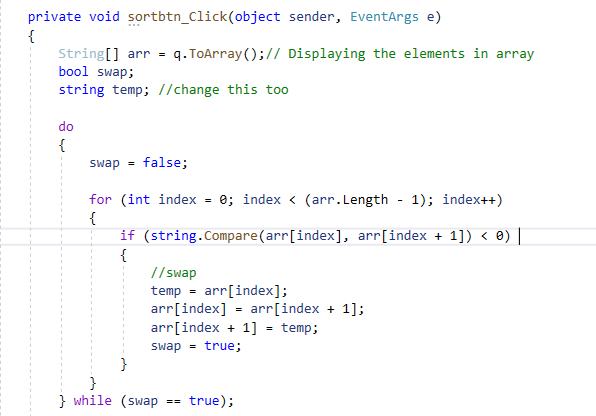 private void sortbtn_Click(object sender, EventArgs e)
{
String[] arr = q.ToArray();// Displaying the elements in array
bool swap;
string temp; //change this too
do
{
swap = false;
for (int index = 0; index < (arr.Length - 1); index++)
{
if (string.Compare(arr[index], arr[index + 1]) < 0)
{
//swap
temp = arr[index];
arr[index] = arr[index + 1];
arr[index + 1] = temp;
swap = true;
}
}
} while (swap == true);